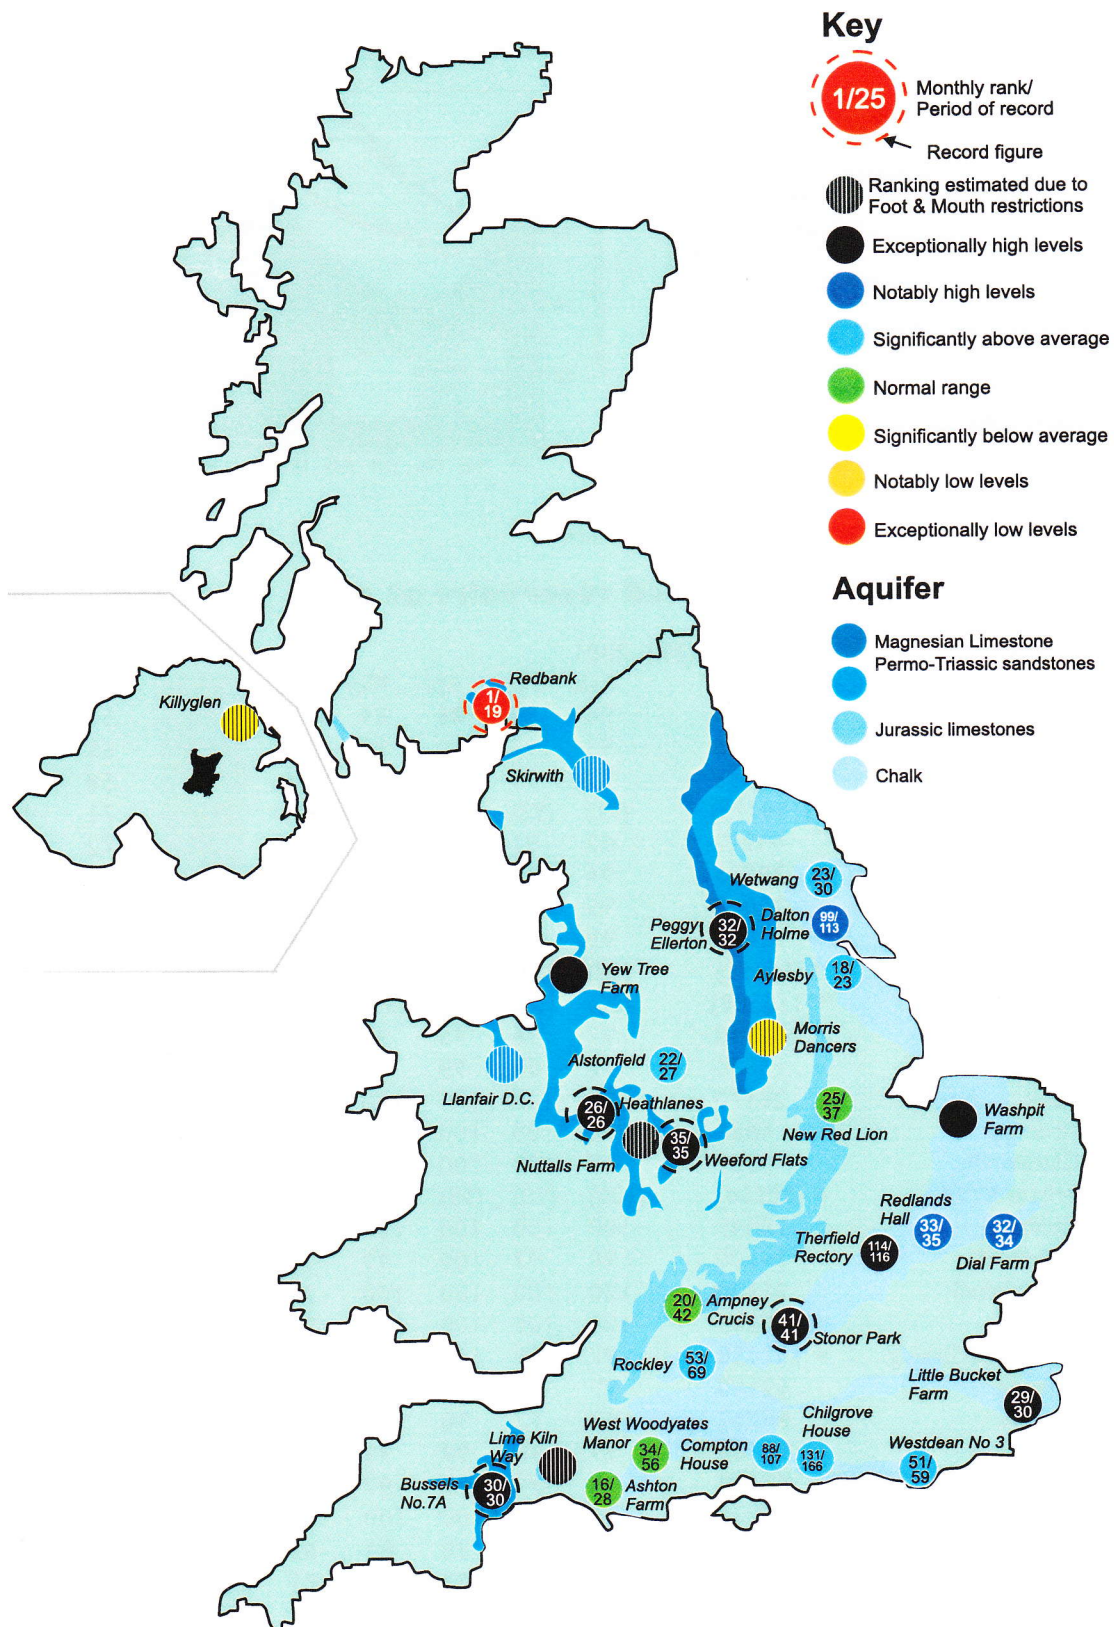 Key
1/25
Monthly rank/
Period of record
Record figure
Ranking estimated due to
Foot & Mouth restrictions
Exceptionally high levels
Notably high levels
Significantly above average
Normal range
Significantly below average
Notably low levels
Exceptionally low levels
Aquifer
Magnesian Limestone
Permo-Triassic sandstones
Jurassic limestones
Chalk
Redbank
1/
19
Killyglen
Skirwith
Wetwang
23/
30
Peggy
Ellerton
32/
32
Dalton
Holme
99/
113
Yew Tree
Farm
Aylesby
18/
23
Morris
Dancers
Alstonfield
22/
27
Llanfair D.C.
Heathlanes
26/
26
25/
37
New Red Lion
Washpit
Farm
Nuttalls Farm
35/
35
Weeford Flats
Redlands
Hall
33/
35
32/
34
Dial Farm
Therfield
Rectory
114/
116
20/
42
Ampney
Crucis
41/
41
Stonor Park
Rockley
53/
69
Little Bucket
Farm
29/
30
Chilgrove
House
131/
166
West Woodyates
Manor
34/
56
Compton
House
88/
107
Westdean No 3
51/
59
Lime Kiln
Way
Bussels
No.7A
30/
30
16/
28
Ashton
Farm